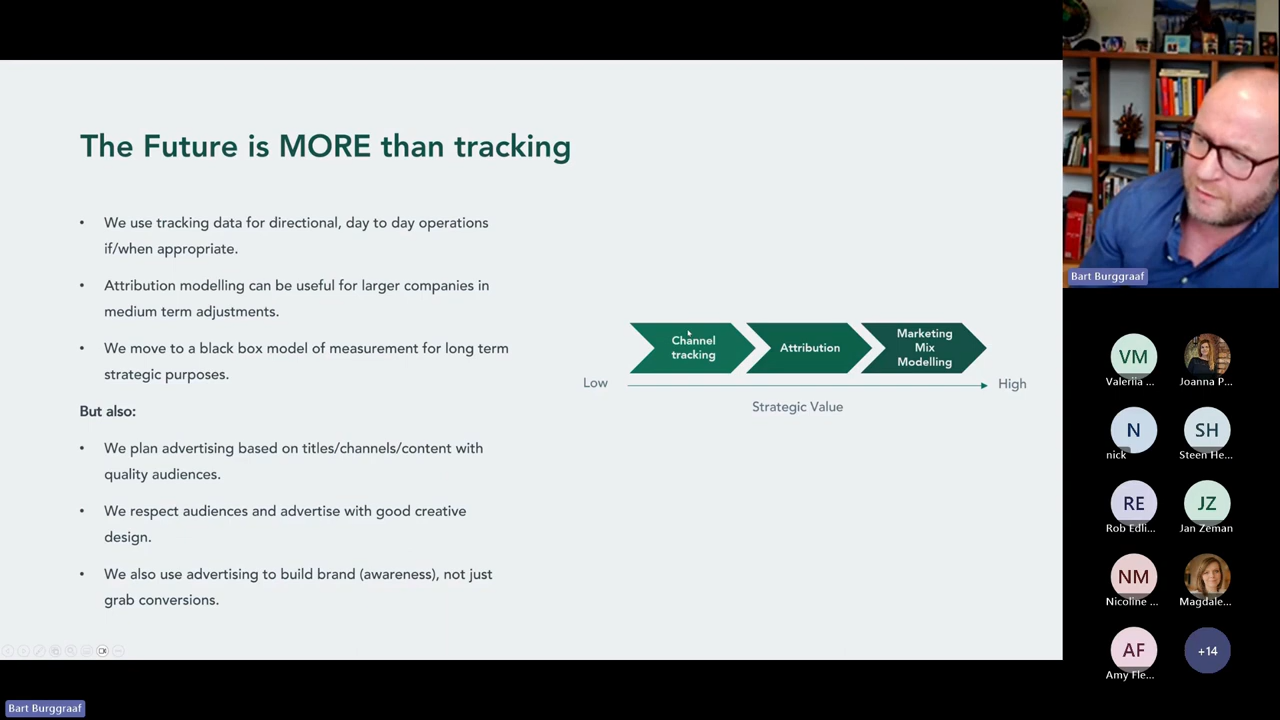 The Future is MORE than tracking
• We use tracking data for directional, day to day operations
if/when appropriate.
• Attribution modelling can be useful for larger companies in
medium term adjustments.
• We move to a black box model of measurement for long term
strategic purposes.
But also:
• We plan advertising based on titles/channels/content with
quality audiences.
• We respect audiences and advertise with good creative
design.
• We also use advertising to build brand (awareness), not just
grab conversions.
Channel
tracking
Attribution
Marketing
Mix
Modelling
Low
High
Strategic Value
Bart Burggraaf
VM
Valeriia ...
Joanna P...
N
nick
SH
Steen He...
RE
Rob Edli...
JZ
Jan Zeman
NM
Nicoline ...
Magdale...
AF
Amy Fle...
+14
Bart Burggraaf